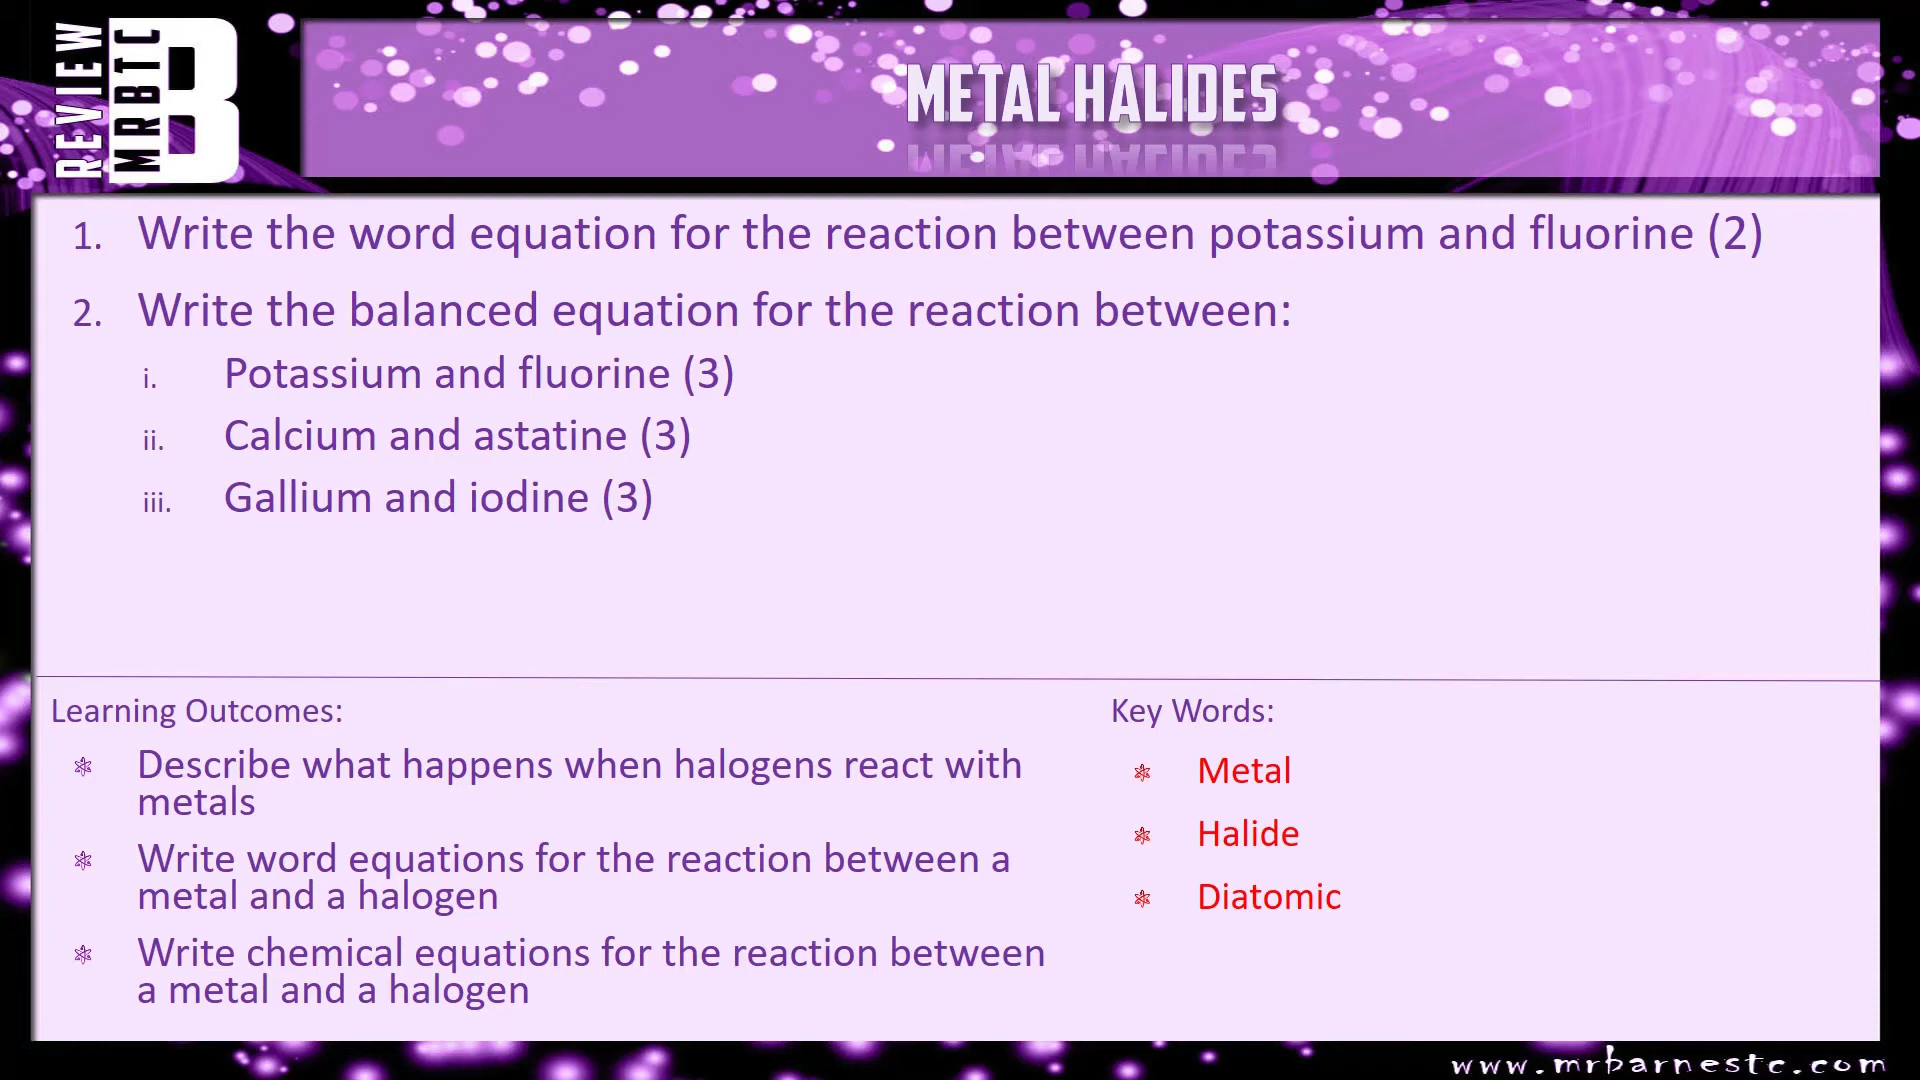 REVIEW
MRBTC
B
METAL HALIDES
1. Write the word equation for the reaction between potassium and fluorine (2)
2. Write the balanced equation for the reaction between:
i. Potassium and fluorine (3)
ii. Calcium and astatine (3)
iii. Gallium and iodine (3)
Learning Outcomes:
Describe what happens when halogens react with
metals
Write word equations for the reaction between a
metal and a halogen
Write chemical equations for the reaction between
a metal and a halogen
Key Words:
Metal
Halide
Diatomic
www.mrbarnestc.com